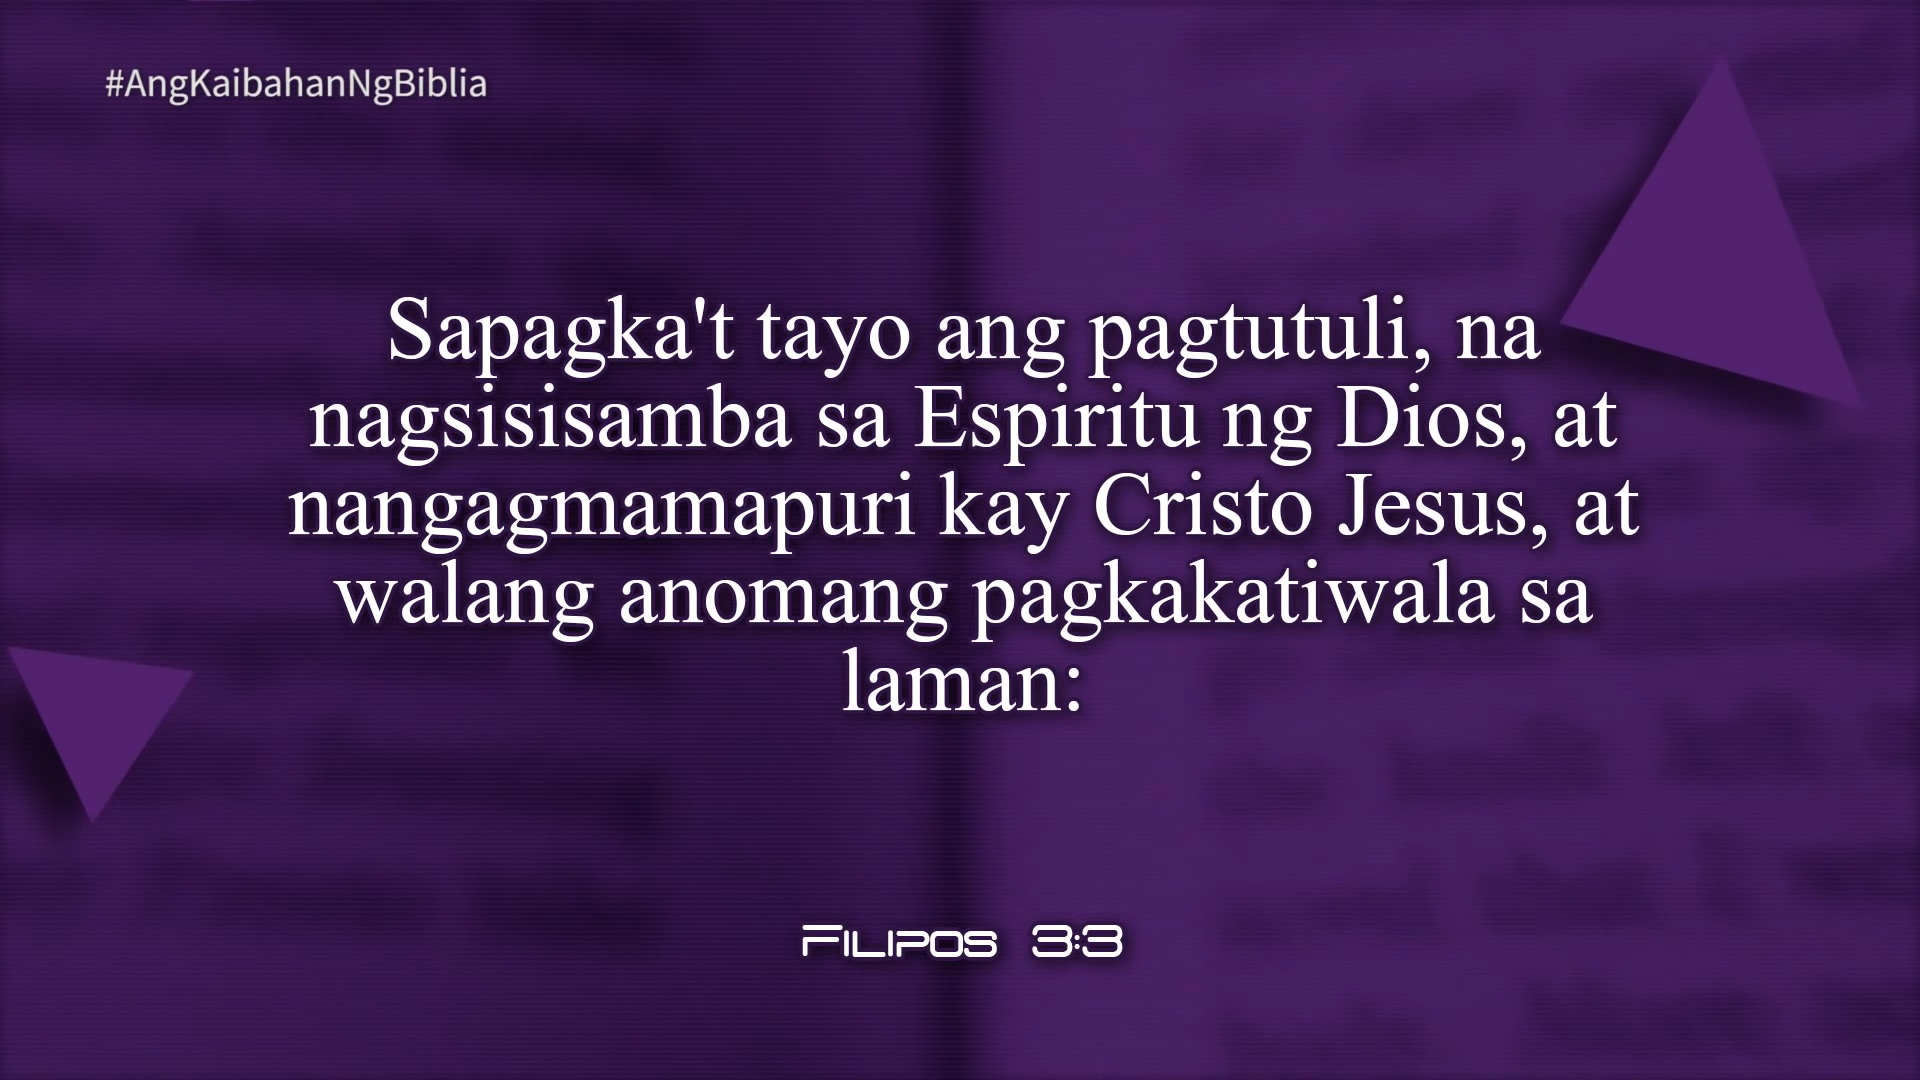 #AngKaibahanNgBiblia
Sapagka't tayo ang pagtutuli, na
nagsisisamba sa Espiritu ng Dios, at
nangagmamapuri kay Cristo Jesus, at
walang anomang pagkakatiwala sa
laman:
Filipos 3:3